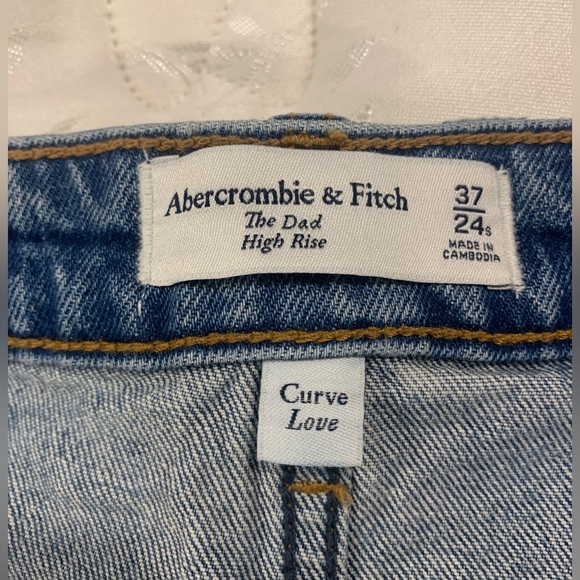 Abercrombie & Fitch
The Dad
High Rise
37
24s
MADE IN
CAMBODIA
Curve
Love